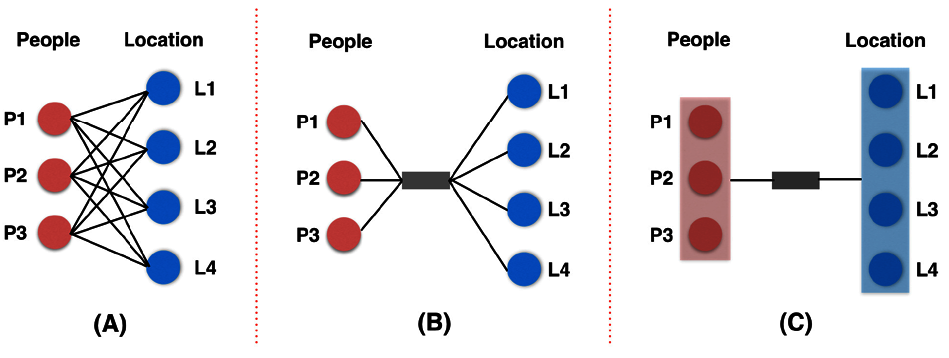 People Location
P1
P2
P3
L1
L2
L3
L4
(A)
People Location
P1
P2
P3
L1
L2
L3
L4
(B)
People Location
P1
P2
P3
L1
L2
L3
L4
(C)